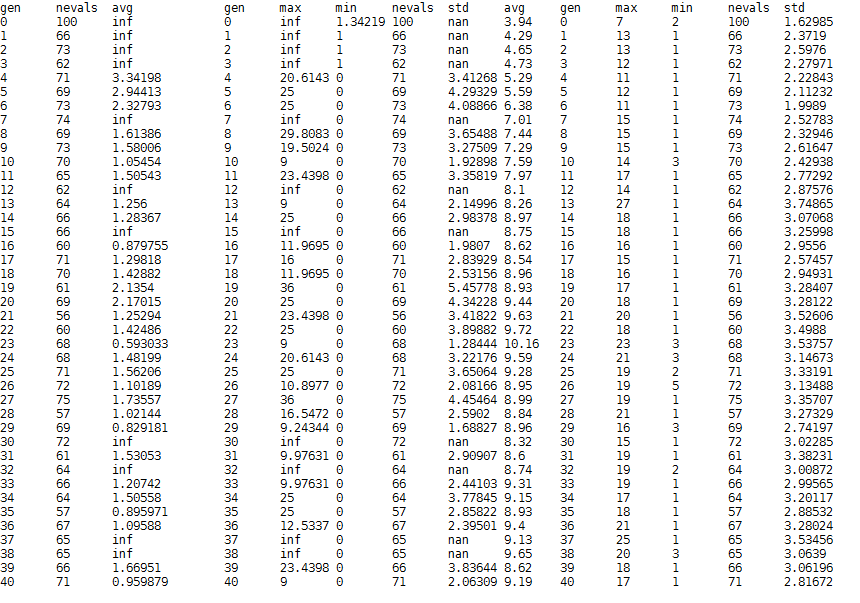 gen nevals avg gen max min nevals std avg gen max min nevals std
0 100 inf 0 inf 1.34219 100 nan 3.94 0 7 2 100 1.62985
1 66 inf 1 inf 1 66 nan 4.29 1 13 1 66 2.3719
2 73 inf 2 inf 1 73 nan 4.65 2 13 1 73 2.5976
3 62 inf 3 inf 1 62 nan 4.73 3 12 1 62 2.27971
4 71 3.34198 4 20.6143 0 71 3.41268 5.29 4 11 1 71 2.22843
5 69 2.94413 5 25 0 69 4.29329 5.59 5 12 1 69 2.11232
6 73 2.32793 6 25 0 73 4.08866 6.38 6 11 1 73 1.9989
7 74 inf 7 inf 0 74 nan 7.01 7 15 1 74 2.52783
8 69 1.61386 8 29.8083 0 69 3.65488 7.44 8 15 1 69 2.32946
9 73 1.58006 9 19.5024 0 73 3.27509 7.29 9 15 1 73 2.61647
10 70 1.05454 10 9 0 70 1.92898 7.59 10 14 3 70 2.42938
11 65 1.50543 11 23.4398 0 65 3.35819 7.97 11 17 1 65 2.77292
12 62 inf 12 inf 0 62 nan 8.1 12 14 1 62 2.87576
13 64 1.256 13 9 0 64 2.14996 8.26 13 27 1 64 3.74865
14 66 1.28367 14 25 0 66 2.98378 8.97 14 18 1 66 3.07068
15 66 inf 15 inf 0 66 nan 8.75 15 18 1 66 3.25998
16 60 0.879755 16 11.9695 0 60 1.9807 8.62 16 16 1 60 2.9556
17 71 1.29818 17 16 0 71 2.83929 8.54 17 15 1 71 2.57457
18 70 1.42882 18 11.9695 0 70 2.53156 8.96 18 16 1 70 2.94931
19 61 2.1354 19 36 0 61 5.45778 8.93 19 17 1 61 3.28407
20 69 2.17015 20 25 0 69 4.34228 9.44 20 18 1 69 3.28122
21 56 1.25294 21 23.4398 0 56 3.41822 9.63 21 20 1 56 3.52606
22 60 1.42486 22 25 0 60 3.89882 9.72 22 18 1 60 3.4988
23 68 0.593033 23 9 0 68 1.28444 10.16 23 23 3 68 3.53757
24 68 1.48199 24 20.6143 0 68 3.22176 9.59 24 21 3 68 3.14673
25 71 1.56206 25 25 0 71 3.65064 9.28 25 19 2 71 3.33191
26 72 1.10189 26 10.8977 0 72 2.08166 8.95 26 19 5 72 3.13488
27 75 1.73557 27 36 0 75 4.45464 8.99 27 19 1 75 3.35707
28 57 1.02144 28 16.5472 0 57 2.5902 8.84 28 21 1 57 3.27329
29 69 0.829181 29 9.24344 0 69 1.68827 8.96 29 16 3 69 2.74197
30 72 inf 30 inf 0 72 nan 8.32 30 15 1 72 3.02285
31 61 1.53053 31 9.97631 0 61 2.90907 8.6 31 19 1 61 3.38231
32 64 inf 32 inf 0 64 nan 8.74 32 19 2 64 3.00872
33 66 1.20742 33 9.97631 0 66 2.44103 9.31 33 19 1 66 2.99565
34 64 1.50558 34 25 0 64 3.77845 9.15 34 17 1 64 3.20117
35 57 0.895971 35 25 0 57 2.85822 8.93 35 18 1 57 2.88532
36 67 1.09588 36 12.5337 0 67 2.39501 9.4 36 21 1 67 3.28024
37 65 inf 37 inf 0 65 nan 9.13 37 25 1 65 3.53456
38 65 inf 38 inf 0 65 nan 9.65 38 20 3 65 3.0639
39 66 1.66951 39 23.4398 0 66 3.83644 8.62 39 18 1 66 3.06196
40 71 0.959879 40 9 0 71 2.06309 9.19 40 17 1 71 2.81672